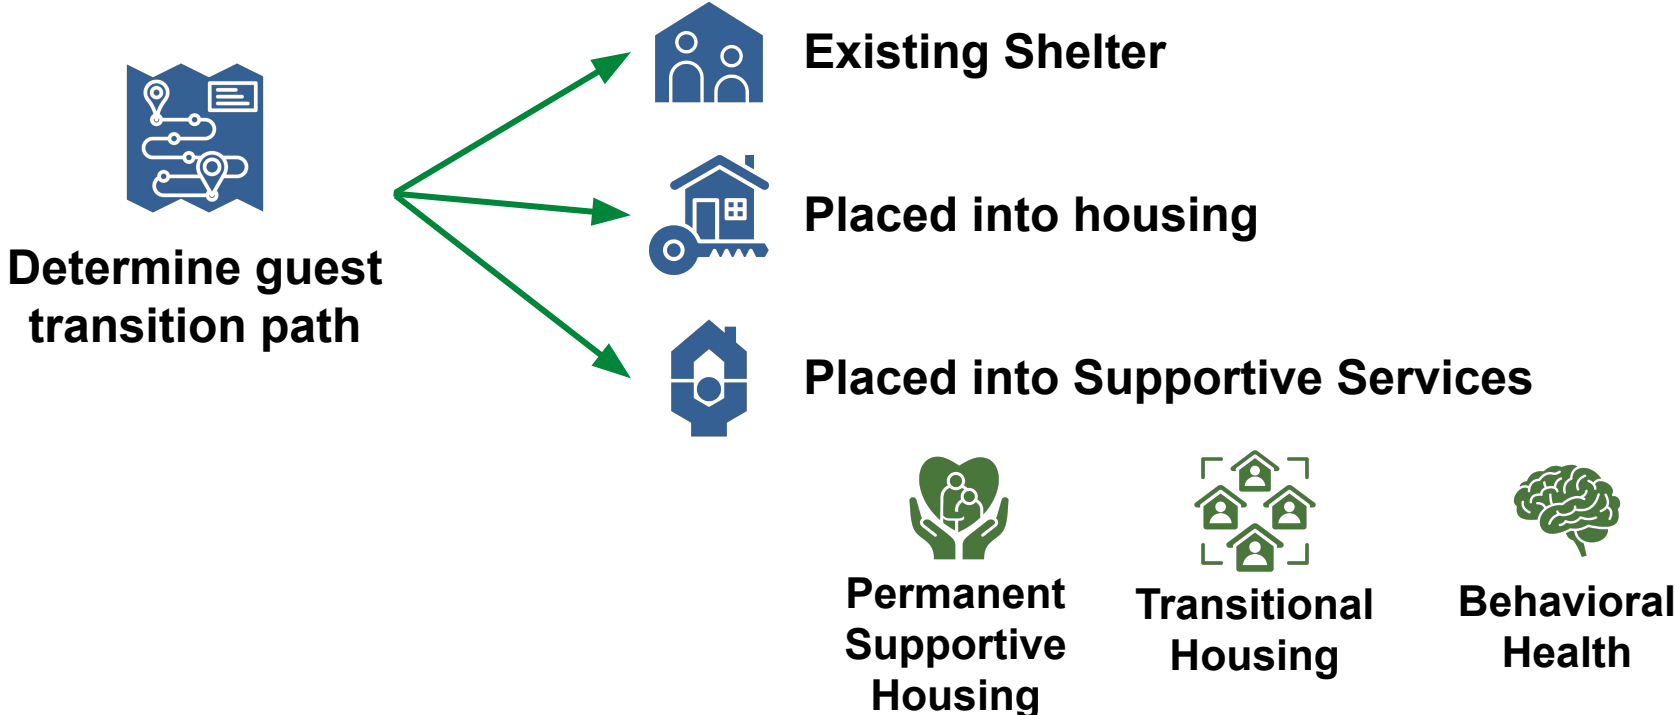 Existing Shelter
Placed into housing
Determine guest
transition path
Placed into Supportive Services
Permanent
Supportive
Housing
Transitional
Housing
Behavioral
Health